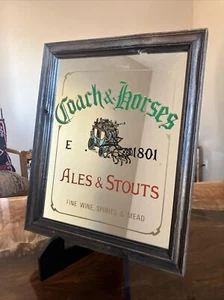 Coach & Horses
E. 1801
ALES & STOUTS
FINE WINE, SPIRITS & MEAD